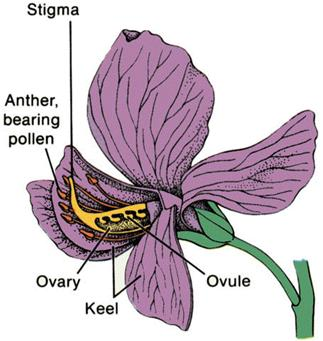 Stigma
Anther,
bearing
pollen
Ovary
Ovule
Keel